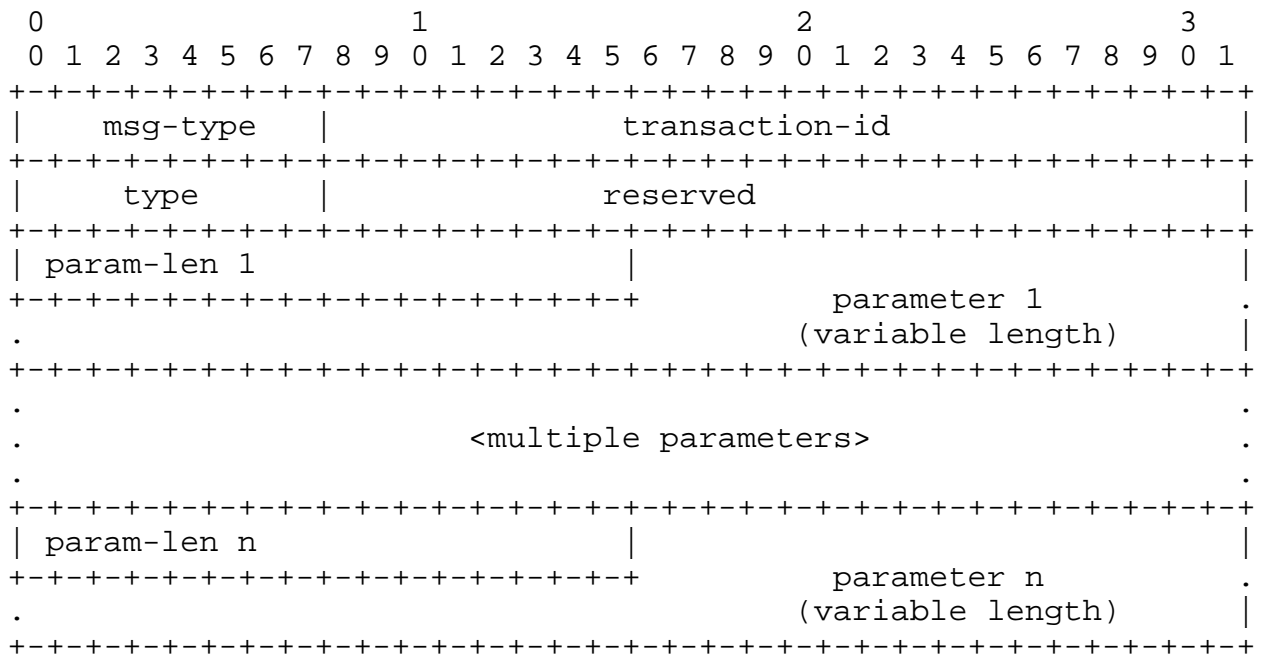 0                   1                   2                   3
 0 1 2 3 4 5 6 7 8 9 0 1 2 3 4 5 6 7 8 9 0 1 2 3 4 5 6 7 8 9 0 1
+-+-+-+-+-+-+-+-+-+-+-+-+-+-+-+-+-+-+-+-+-+-+-+-+-+-+-+-+-+-+-+-+
|    msg-type   |               transaction-id                  |
+-+-+-+-+-+-+-+-+-+-+-+-+-+-+-+-+-+-+-+-+-+-+-+-+-+-+-+-+-+-+-+-+
|     type      |              reserved                         |
+-+-+-+-+-+-+-+-+-+-+-+-+-+-+-+-+-+-+-+-+-+-+-+-+-+-+-+-+-+-+-+-+
| param-len 1                   |                               |
+-+-+-+-+-+-+-+-+-+-+-+-+-+-+-+-+          parameter 1          .
.                                        (variable length)      |
+-+-+-+-+-+-+-+-+-+-+-+-+-+-+-+-+-+-+-+-+-+-+-+-+-+-+-+-+-+-+-+-+
.                                                               .
.                       <multiple parameters>                   .
.                                                               .
+-+-+-+-+-+-+-+-+-+-+-+-+-+-+-+-+-+-+-+-+-+-+-+-+-+-+-+-+-+-+-+-+
| param-len n                   |                               |
+-+-+-+-+-+-+-+-+-+-+-+-+-+-+-+-+          parameter n          .
.                                        (variable length)      |
+-+-+-+-+-+-+-+-+-+-+-+-+-+-+-+-+-+-+-+-+-+-+-+-+-+-+-+-+-+-+-+-+